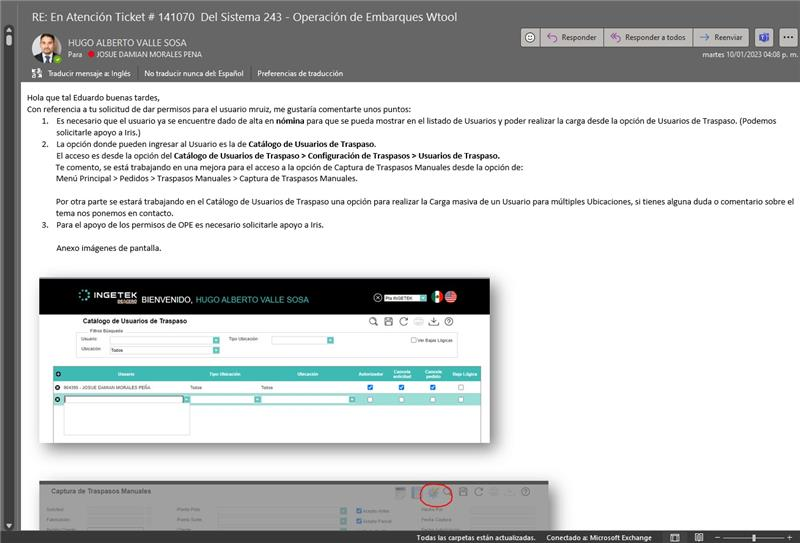 RE: En Atención Ticket # 141070 Del Sistema 243 - Operación de Embarques Wtool
HUGO ALBERTO VALLE SOSA
Para JOSUE DAMIAN MORALES PENA
Responder
Responder a todos
Reenviar
martes 10/01/2023 04:08 p. m.
Traducir mensaje a: Inglés
No traducir nunca del: Español
Preferencias de traducción
Hola que tal Eduardo buenas tardes,
Con referencia a tu solicitud de dar permisos para el usuario mruiz, me gustaría comentarte unos puntos:
1. Es necesario que el usuario ya se encuentre dado de alta en nómina para que se pueda mostrar en el listado de Usuarios y poder realizar la carga desde la opción de Usuarios de Traspaso. (Podemos
solicitarle apoyo a Iris.)
2. La opción donde pueden ingresar al Usuario es la de Catálogo de Usuarios de Traspaso.
El acceso es desde la opción del Catálogo de Usuarios de Traspaso > Configuración de Traspasos > Usuarios de Traspaso.
Te comento, se está trabajando en una mejora para el acceso a la opción de Captura de Traspasos Manuales desde la opción de:
Menú Principal > Pedidos > Traspasos Manuales > Captura de Traspasos Manuales.
Por otra parte se estará trabajando en el Catálogo de Usuarios de Traspaso una opción para realizar la Carga masiva de un Usuario para múltiples Ubicaciones, si tienes alguna duda o comentario sobre el
tema nos ponemos en contacto.
3. Para el apoyo de los permisos de OPE es necesario solicitarle apoyo a Iris.
Anexo imágenes de pantalla.
INGETEK
DEACERO
BIENVENIDO, HUGO ALBERTO VALLE SOSA
Pta INGETEK
Catálogo de Usuarios de Traspaso
Filtros Búsqueda
Usuario
Tipo Ubicación
Ver Bajas Lógicas
Ubicación Todos
Usuario Tipo Ubicación Ubicación Autorizador Cancela solicitud Cancela pedido Baja Lógica
904395 - JOSUE DAMIAN MORALES PEÑA Todos Todos
Captura de Traspasos Manuales
Todas las carpetas están actualizadas.
Conectado a: Microsoft Exchange